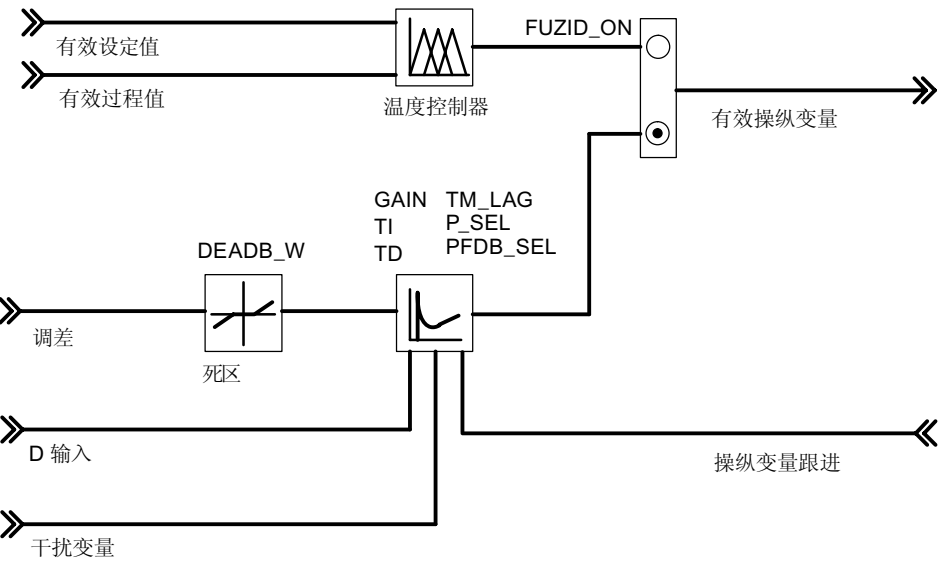 有效设定值
有效过程值
温度控制器
FUZID_ON
有效操纵变量
GAIN TM_LAG
TI P_SEL
TD PFDB_SEL
DEADB_W
调差
死区
D 输入
操纵变量跟进
干扰变量